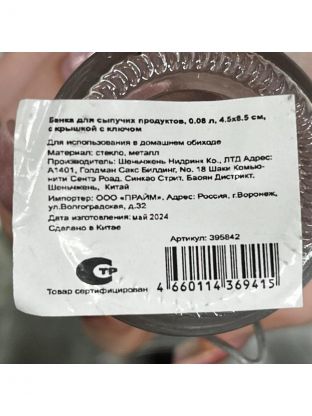 Банка для сыпучих продуктов, 0.08 л, 4.5х8.5 см,
с крышкой с ключом
Для использования в домашнем обиходе
Материал: стекло, металл
Производитель: Шеньчжень Нидринк Ко., ЛТД Адрес:
А1401, Голдман Сакс Билдинг, No. 18 Шаки Комью-
нити Сентэ Роад. Синкао Стрит. Баоян Дистрикт.
Шеньчжень, Китай
Импортер: ООО «ПРАЙМ», Адрес: Россия, г.Воронеж,
ул.Волгоградская, д.32
Дата изготовления: май 2024
Сделано в Китае
Артикул: 395842
СТР
Товар сертифицирован
4 660114 369415